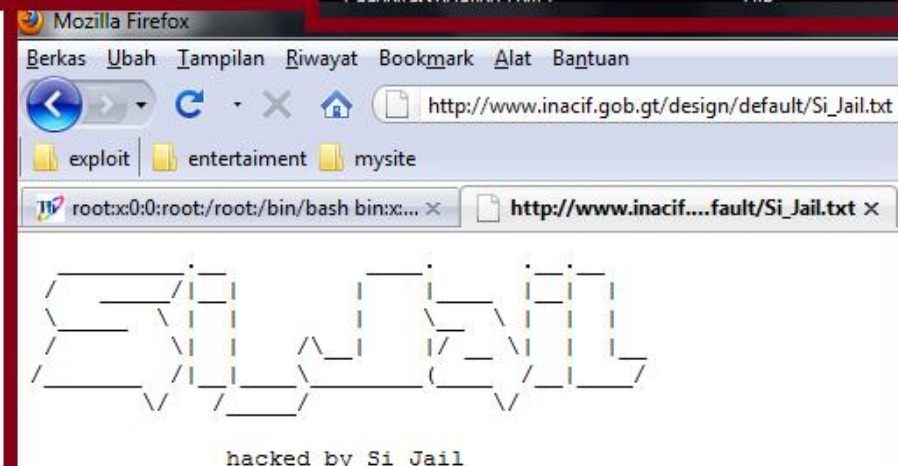 Mozilla Firefox
Berkas Ubah Tampilan Riwayat Bookmark Alat Bantuan
http://www.inacif.gob.gt/design/default/Si_Jail.txt
exploit entertaiment mysite
root:x:0:0:root:/root:/bin/bash bin:x:... http://www.inacif....fault/Si_Jail.txt
Si_Jail
hacked by Si Jail